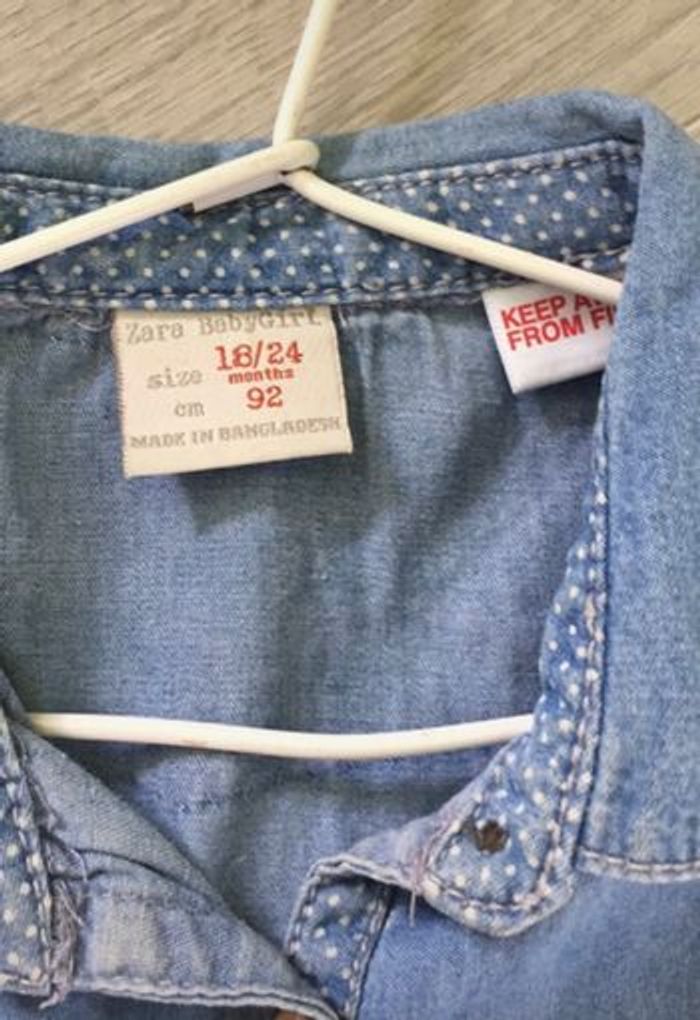 Zara BabyGirl
18/24
size months
cm 92
MADE IN BANGLADESH
KEEP
FROM